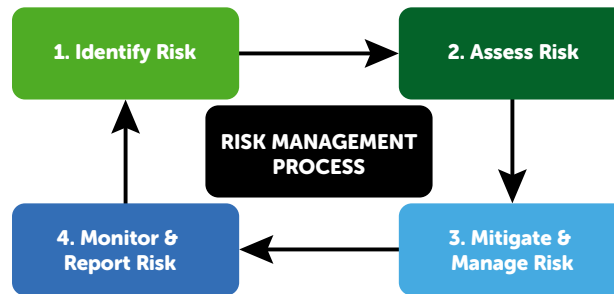 1. Identify Risk
2. Assess Risk
RISK MANAGEMENT
PROCESS
4. Monitor &
Report Risk
3. Mitigate &
Manage Risk